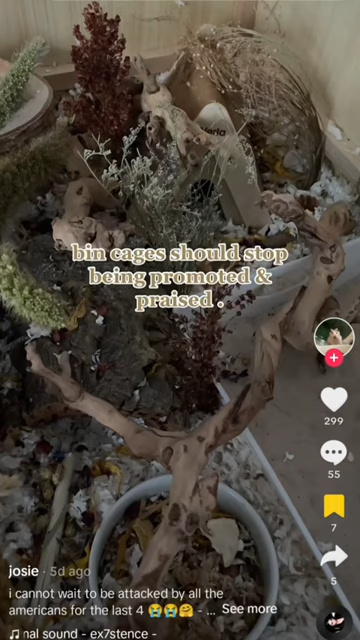 bin cages should stop
being promoted &
praised .
299
55
7
5
josie · 5d ago
i cannot wait to be attacked by all the
americans for the last 4 😭😭🤗 - ... See more
♫ nal sound - ex7stence -